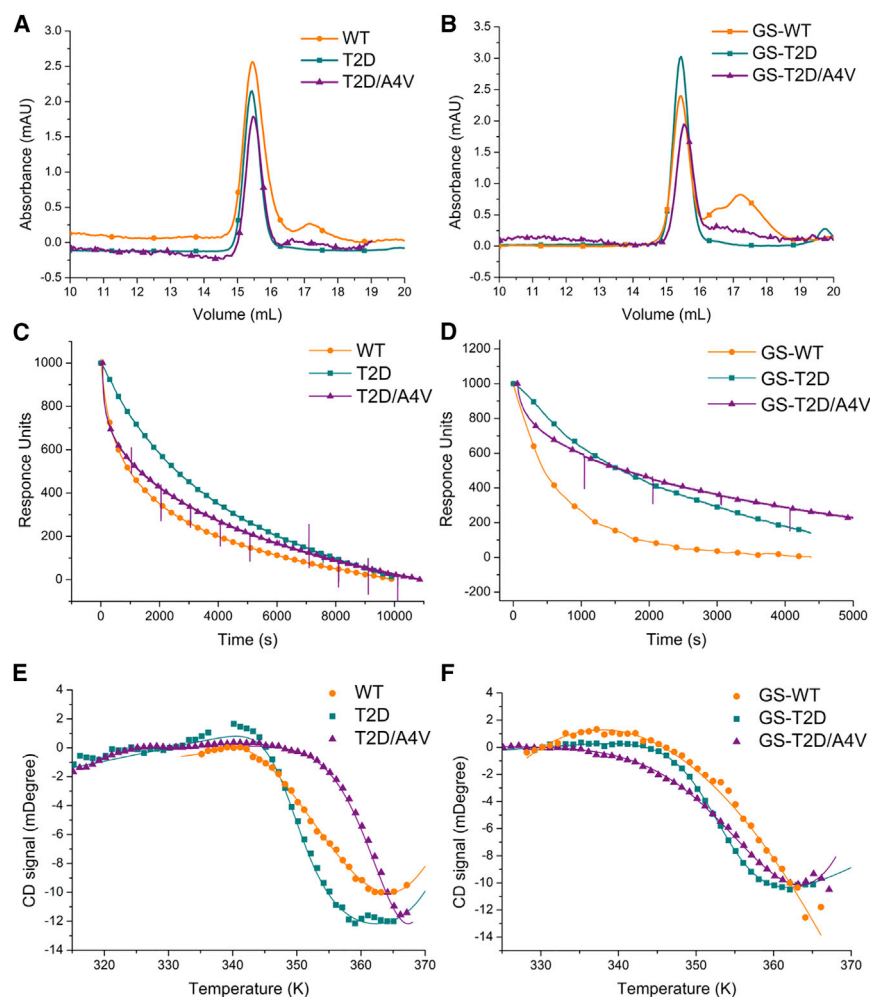 A
WT
T2D
T2D/A4V
Absorbance (mAU)
3.0
2.5
2.0
1.5
1.0
0.5
0.0
-0.5
10 11 12 13 14 15 16 17 18 19 20
Volume (mL)
B
GS-WT
GS-T2D
GS-T2D/A4V
Absorbance (mAU)
3.5
3.0
2.5
2.0
1.5
1.0
0.5
0.0
-0.5
10 11 12 13 14 15 16 17 18 19 20
Volume (mL)
C
WT
T2D
T2D/A4V
Responce Units
1000
800
600
400
200
0
0 2000 4000 6000 8000 10000
Time (s)
D
GS-WT
GS-T2D
GS-T2D/A4V
Responce Units
1200
1000
800
600
400
200
0
-200
0 1000 2000 3000 4000 5000
Time (s)
E
WT
T2D
T2D/A4V
CD signal (mDegree)
4
2
0
-2
-4
-6
-8
-10
-12
-14
320 330 340 350 360 370
Temperature (K)
F
GS-WT
GS-T2D
GS-T2D/A4V
CD signal (mDegree)
4
2
0
-2
-4
-6
-8
-10
-12
-14
330 340 350 360 370
Temperature (K)